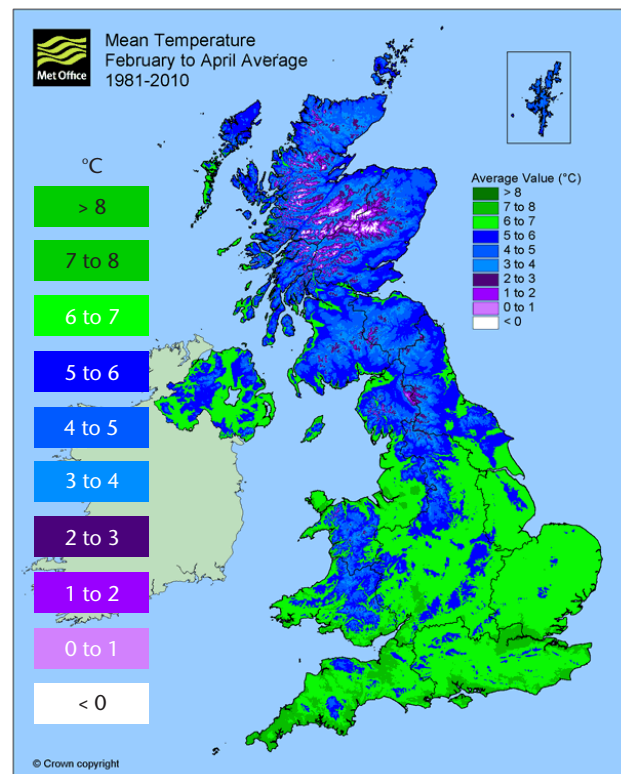 Met Office
Mean Temperature
February to April Average
1981-2010
°C
> 8
7 to 8
6 to 7
5 to 6
4 to 5
3 to 4
2 to 3
1 to 2
0 to 1
< 0
Average Value (°C)
> 8
7 to 8
6 to 7
5 to 6
4 to 5
3 to 4
2 to 3
1 to 2
0 to 1
< 0
© Crown copyright